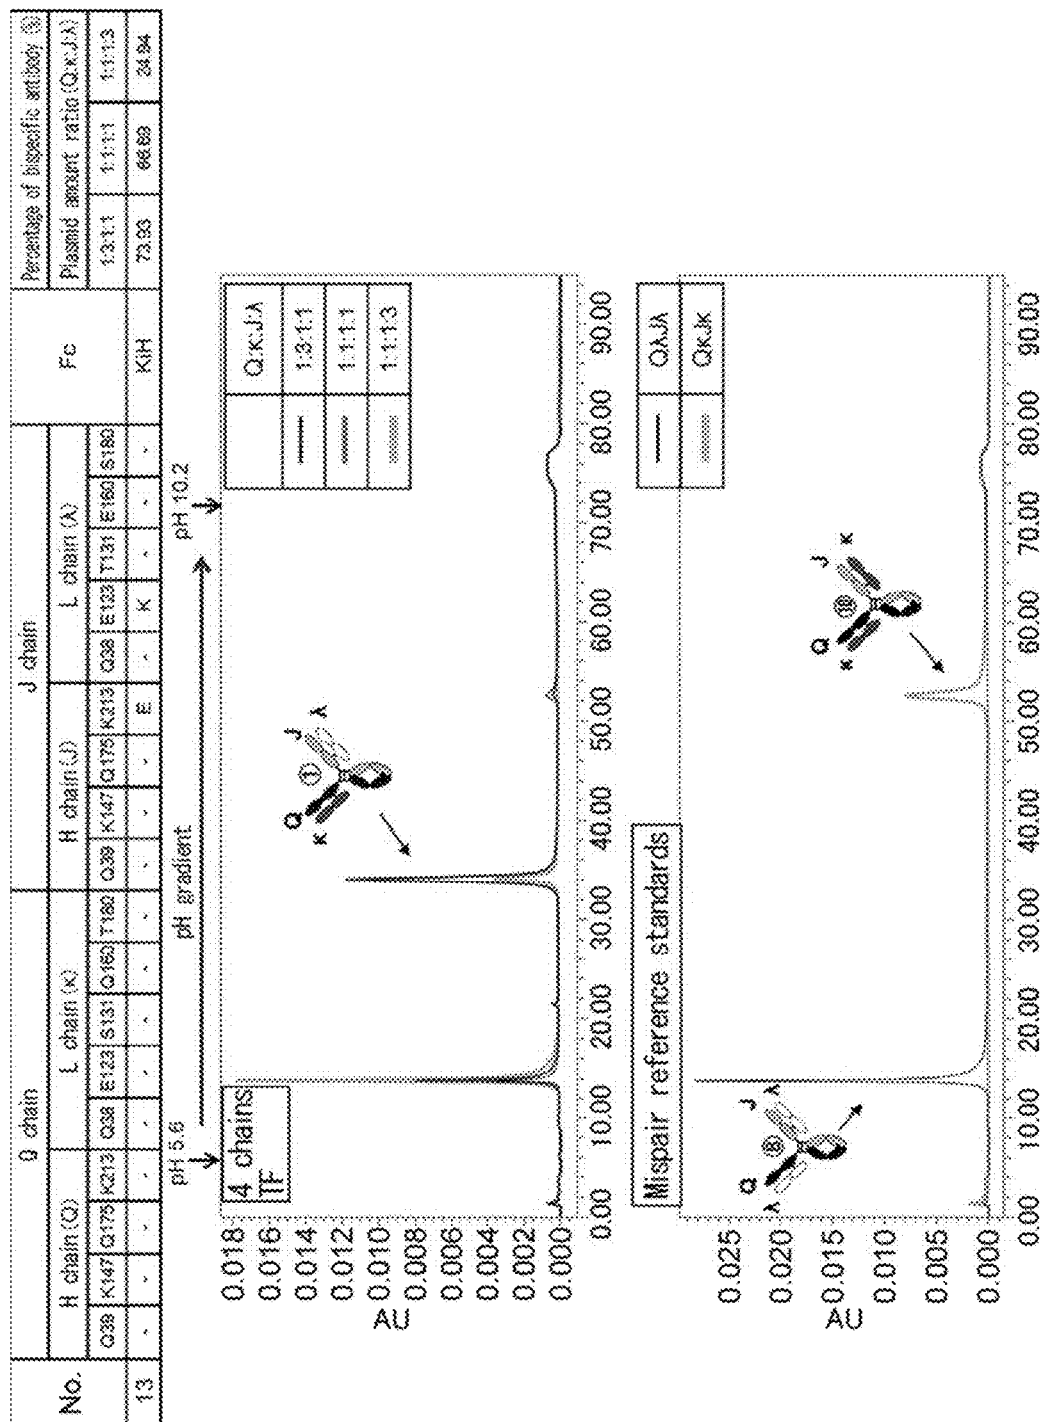 No.
Q chain
J chain
Fc
Percentage of bispecific antibody (%)
H chain (Q)
L chain (κ)
H chain (J)
L chain (λ)
Plasmid amount ratio (Q:κ:J:λ)
Q39 K147 Q175 K213 Q38 E123 S131 Q160 T180 Q39 K147 Q175 K213 Q38 E123 T131 E160 S180 1:3:1:1 1:1:1:1 1:1:1:3
13 - - - - - - - - - - - - E - K - - - KiH 73.93 24.94
pH 5.6
pH gradient
pH 10.2
4 chains
TF
Q:κ:J:λ
1:3:1:1
1:1:1:1
1:1:1:3
Q
J
κ
λ
①
AU
0.018
0.016
0.014
0.012
0.010
0.008
0.006
0.004
0.002
0.000
0.00 10.00 20.00 30.00 40.00 50.00 60.00 70.00 80.00 90.00
Mispair reference standards
QλJλ
QκJκ
Q
J
λ
λ
⑧
Q
J
κ
κ
⑩
AU
0.025
0.020
0.015
0.010
0.005
0.000
0.00 10.00 20.00 30.00 40.00 50.00 60.00 70.00 80.00 90.00